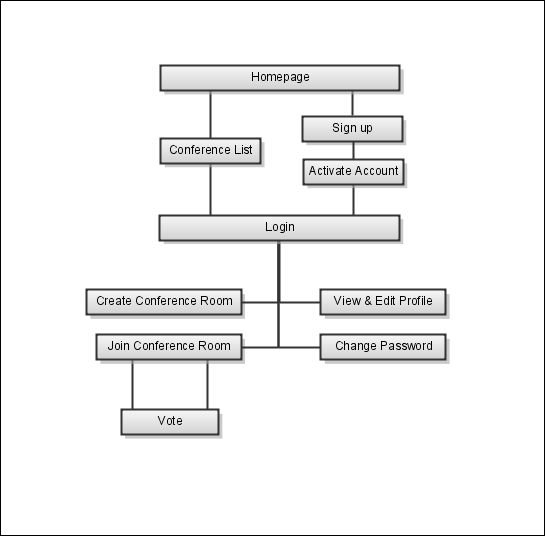 Homepage
Sign up
Conference List
Activate Account
Login
Create Conference Room
View & Edit Profile
Join Conference Room
Change Password
Vote